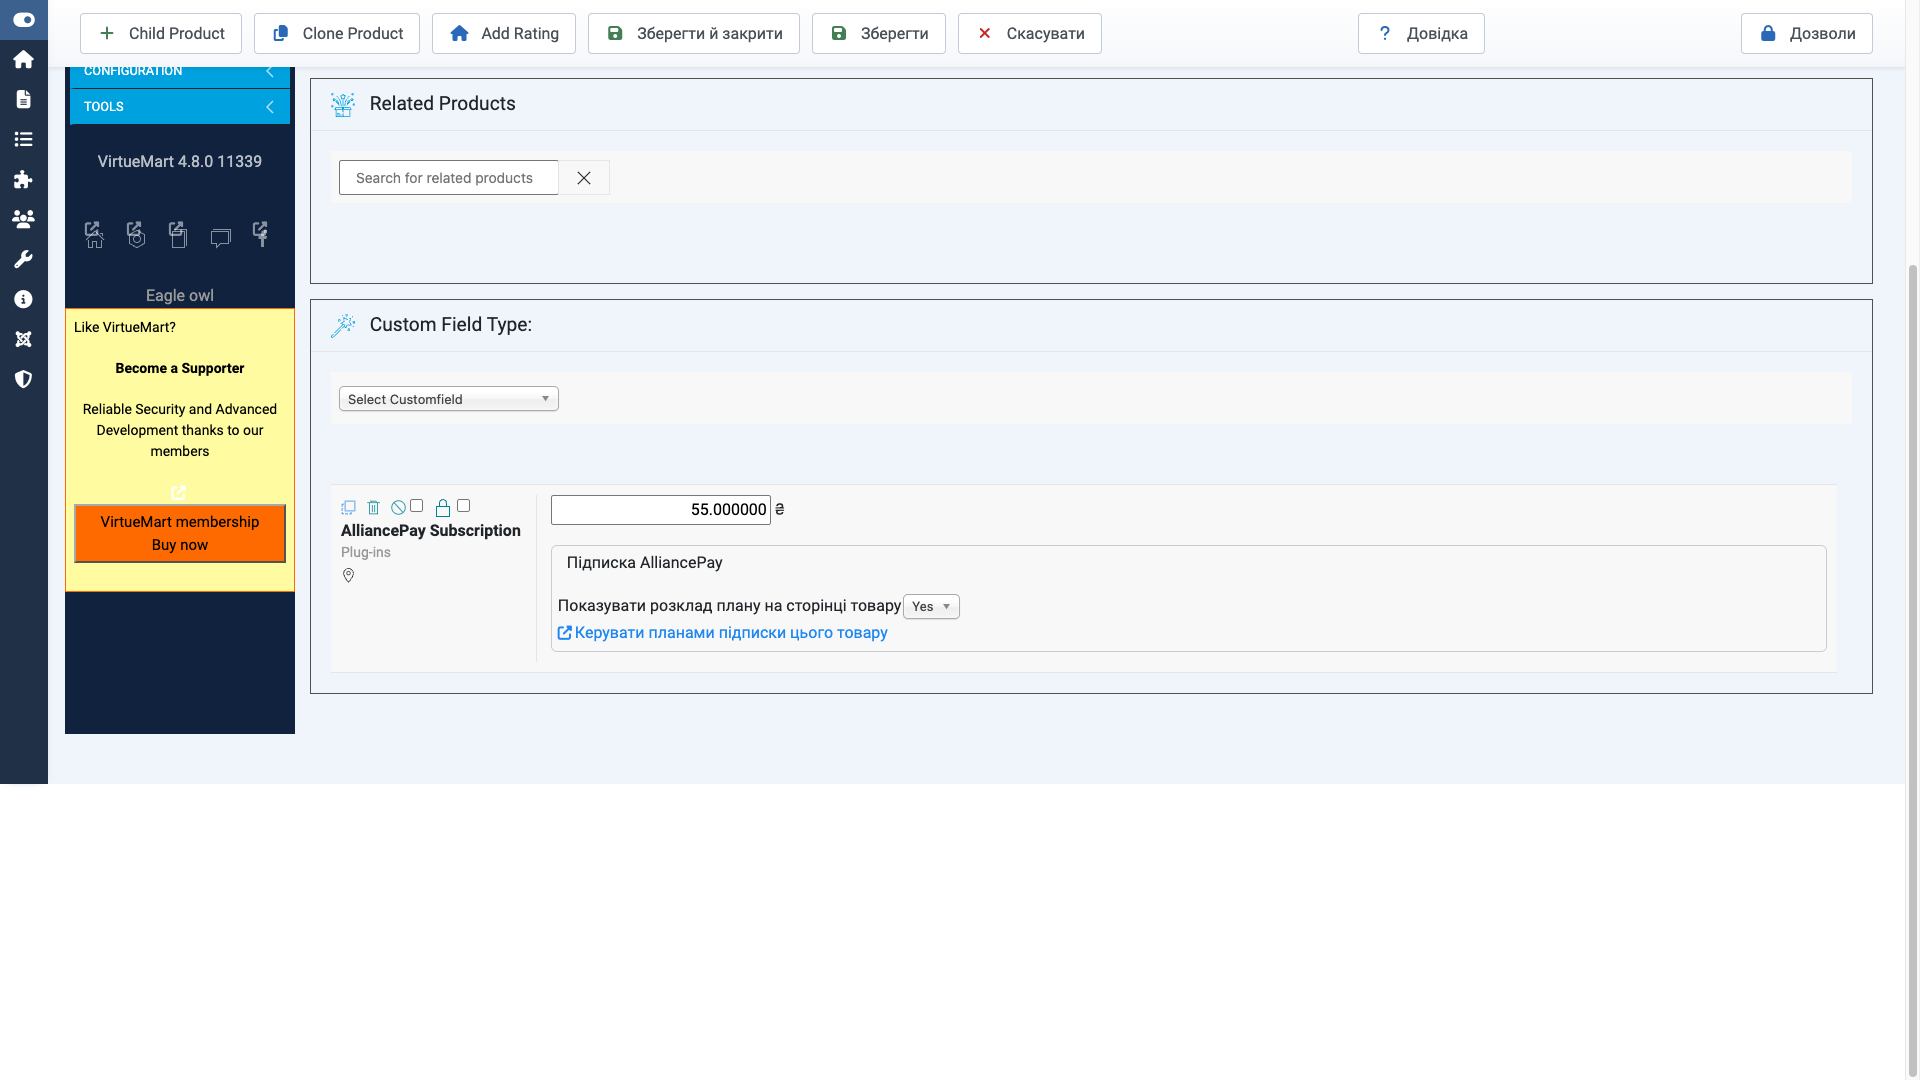 Child Product
Clone Product
Add Rating
Зберегти й закрити
Зберегти
Скасувати
Довідка
Дозволи
CONFIGURATION
TOOLS
VirtueMart 4.8.0 11339
Eagle owl
Like VirtueMart?
Become a Supporter
Reliable Security and Advanced
Development thanks to our
members
VirtueMart membership
Buy now
Related Products
Search for related products
Custom Field Type:
Select Customfield
AlliancePay Subscription
Plug-ins
55.000000 ₴
Підписка AlliancePay
Показувати розклад плану на сторінці товару Yes
Керувати планами підписки цього товару